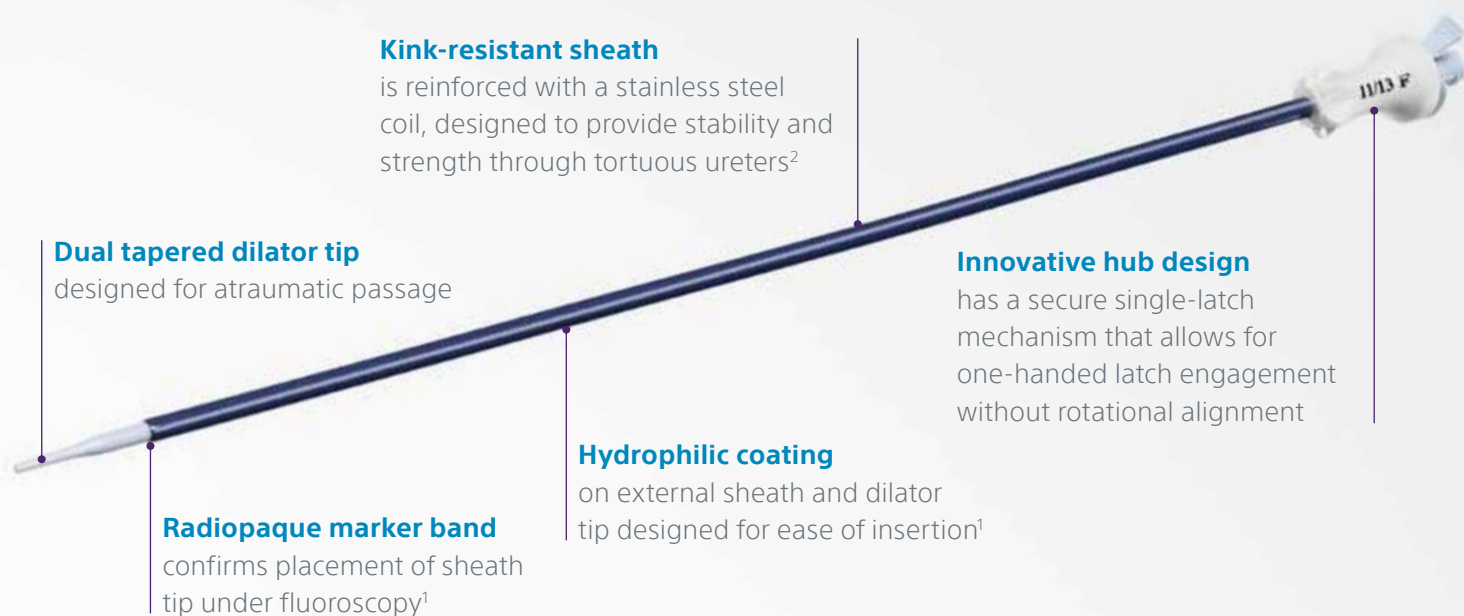 Kink-resistant sheath
is reinforced with a stainless steel
coil, designed to provide stability and
strength through tortuous ureters²
11/13 F
Dual tapered dilator tip
designed for atraumatic passage
Innovative hub design
has a secure single-latch
mechanism that allows for
one-handed latch engagement
without rotational alignment
Hydrophilic coating
on external sheath and dilator
tip designed for ease of insertion¹
Radiopaque marker band
confirms placement of sheath
tip under fluoroscopy¹